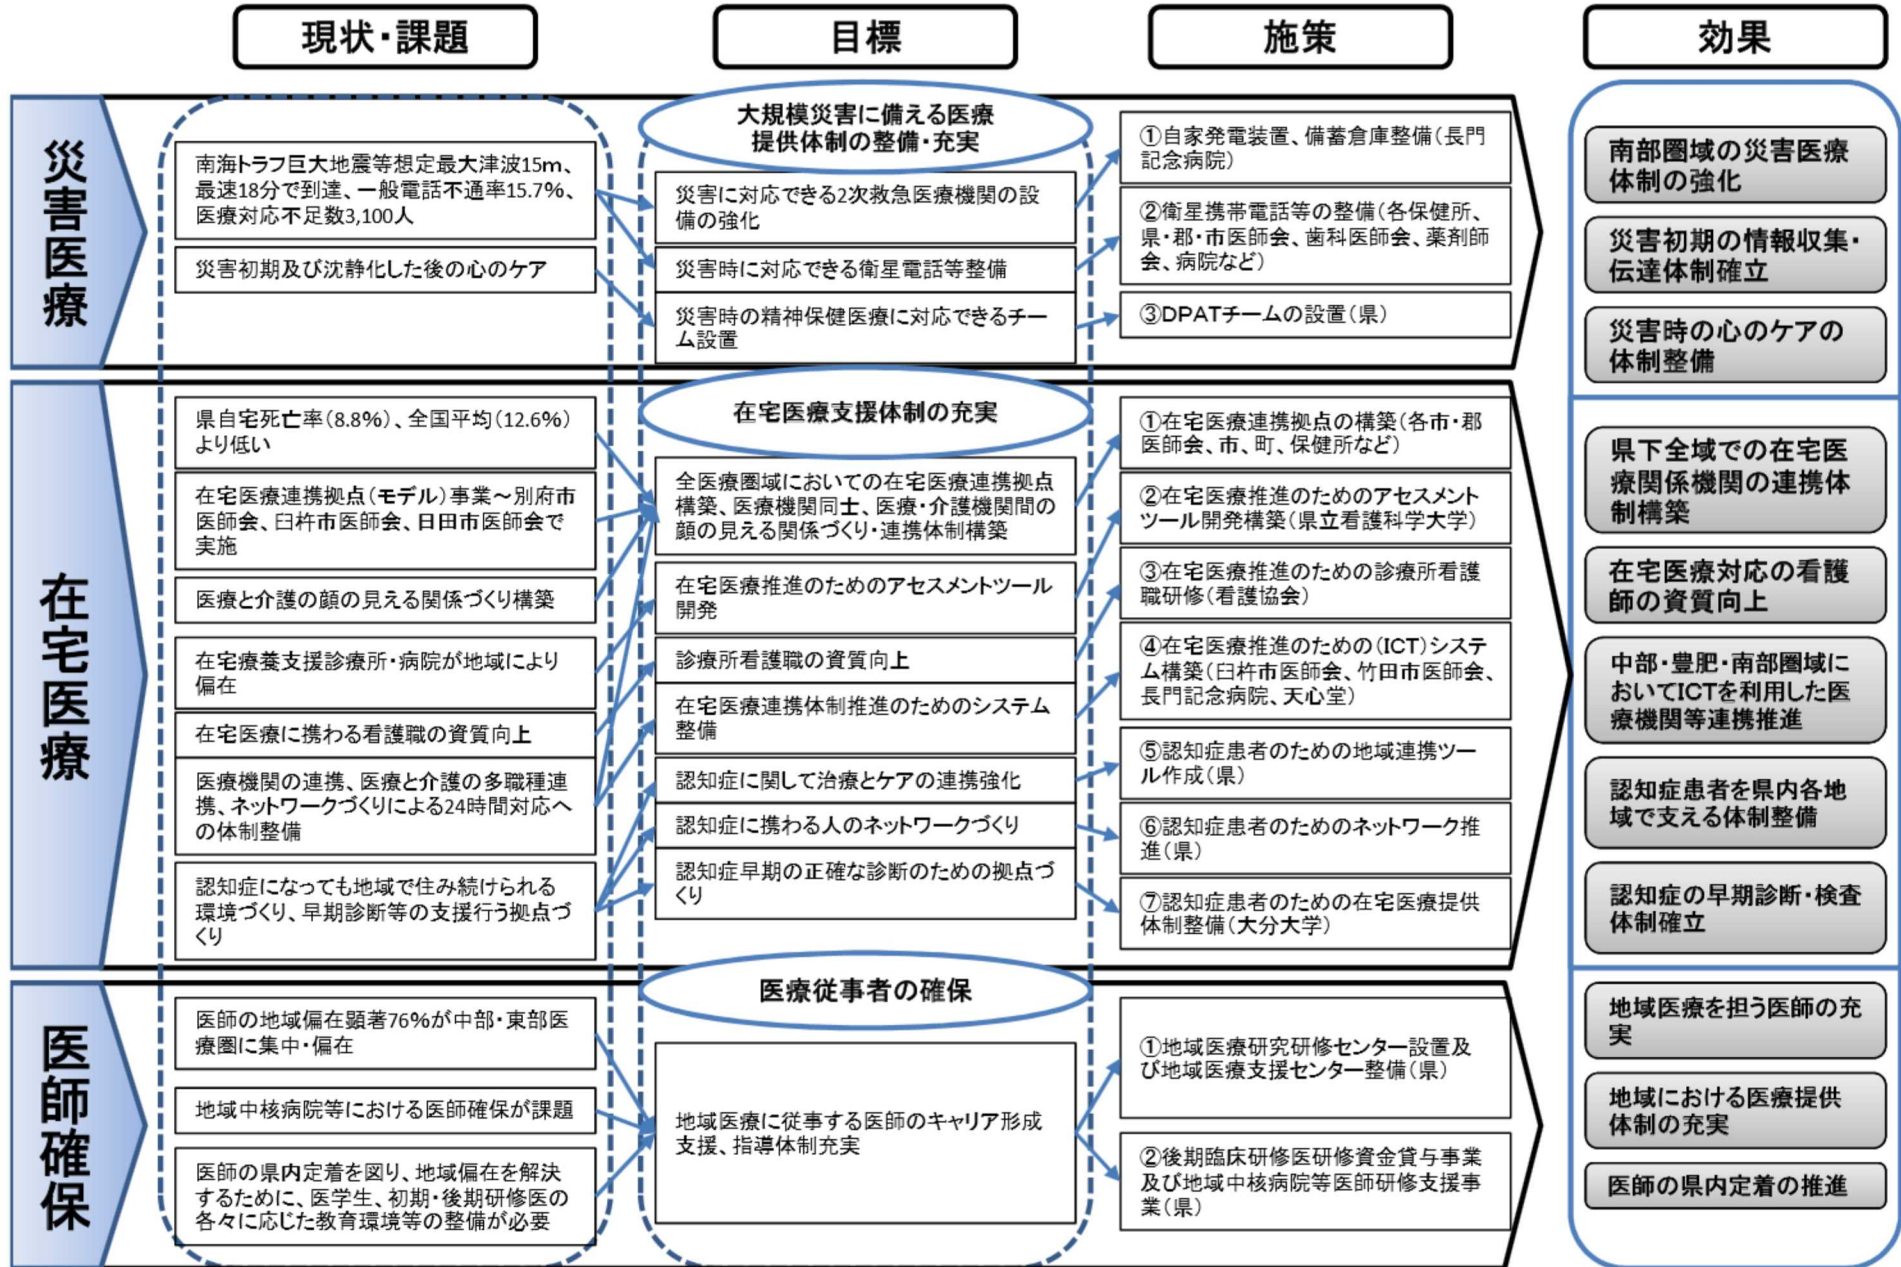 現状・課題
目標
施策
効果
災害医療
南海トラフ巨大地震等想定最大津波15m、
最速18分で到達、一般電話不通率15.7%、
医療対応不足数3,100人
災害初期及び沈静化した後の心のケア
大規模災害に備える医療
提供体制の整備・充実
災害に対応できる2次救急医療機関の設
備の強化
災害時に対応できる衛星電話等整備
災害時の精神保健医療に対応できるチー
ム設置
①自家発電装置、備蓄倉庫整備(長門
記念病院)
②衛星携帯電話等の整備(各保健所、
県・郡・市医師会、歯科医師会、薬剤師
会、病院など)
③DPATチームの設置(県)
南部圏域の災害医療
体制の強化
災害初期の情報収集・
伝達体制確立
災害時の心のケアの
体制整備
在宅医療
県自宅死亡率(8.8%)、全国平均(12.6%)
より低い
在宅医療連携拠点(モデル)事業～別府市
医師会、臼杵市医師会、日田市医師会で
実施
医療と介護の顔の見える関係づくり構築
在宅療養支援診療所・病院が地域により
偏在
在宅医療に携わる看護職の資質向上
医療機関の連携、医療と介護の多職種連
携、ネットワークづくりによる24時間対応へ
の体制整備
認知症になっても地域で住み続けられる
環境づくり、早期診断等の支援行う拠点づ
くり
在宅医療支援体制の充実
全医療圏域においての在宅医療連携拠点
構築、医療機関同士、医療・介護機関間の
顔の見える関係づくり・連携体制構築
在宅医療推進のためのアセスメントツール
開発
診療所看護職の資質向上
在宅医療連携体制推進のためのシステム
整備
認知症に関して治療とケアの連携強化
認知症に携わる人のネットワークづくり
認知症早期の正確な診断のための拠点づ
くり
①在宅医療連携拠点の構築(各市・郡
医師会、市、町、保健所など)
②在宅医療推進のためのアセスメント
ツール開発構築(県立看護科学大学)
③在宅医療推進のための診療所看護
職研修(看護協会)
④在宅医療推進のための(ICT)システ
ム構築(臼杵市医師会、竹田市医師会、
長門記念病院、天心堂)
⑤認知症患者のための地域連携ツー
ル作成(県)
⑥認知症患者のためのネットワーク推
進(県)
⑦認知症患者のための在宅医療提供
体制整備(大分大学)
県下全域での在宅医
療関係機関の連携体
制構築
在宅医療対応の看護
師の資質向上
中部・豊肥・南部圏域に
おいてICTを利用した医
療機関等連携推進
認知症患者を県内各地
域で支える体制整備
認知症の早期診断・検査
体制確立
医師確保
医師の地域偏在顕著76%が中部・東部医
療圏に集中・偏在
地域中核病院等における医師確保が課題
医師の県内定着を図り、地域偏在を解決
するために、医学生、初期・後期研修医の
各々に応じた教育環境等の整備が必要
医療従事者の確保
地域医療に従事する医師のキャリア形成
支援、指導体制充実
①地域医療研究研修センター設置及
び地域医療支援センター整備(県)
②後期臨床研修医研修資金貸与事業
及び地域中核病院等医師研修支援事
業(県)
地域医療を担う医師の充
実
地域における医療提供
体制の充実
医師の県内定着の推進